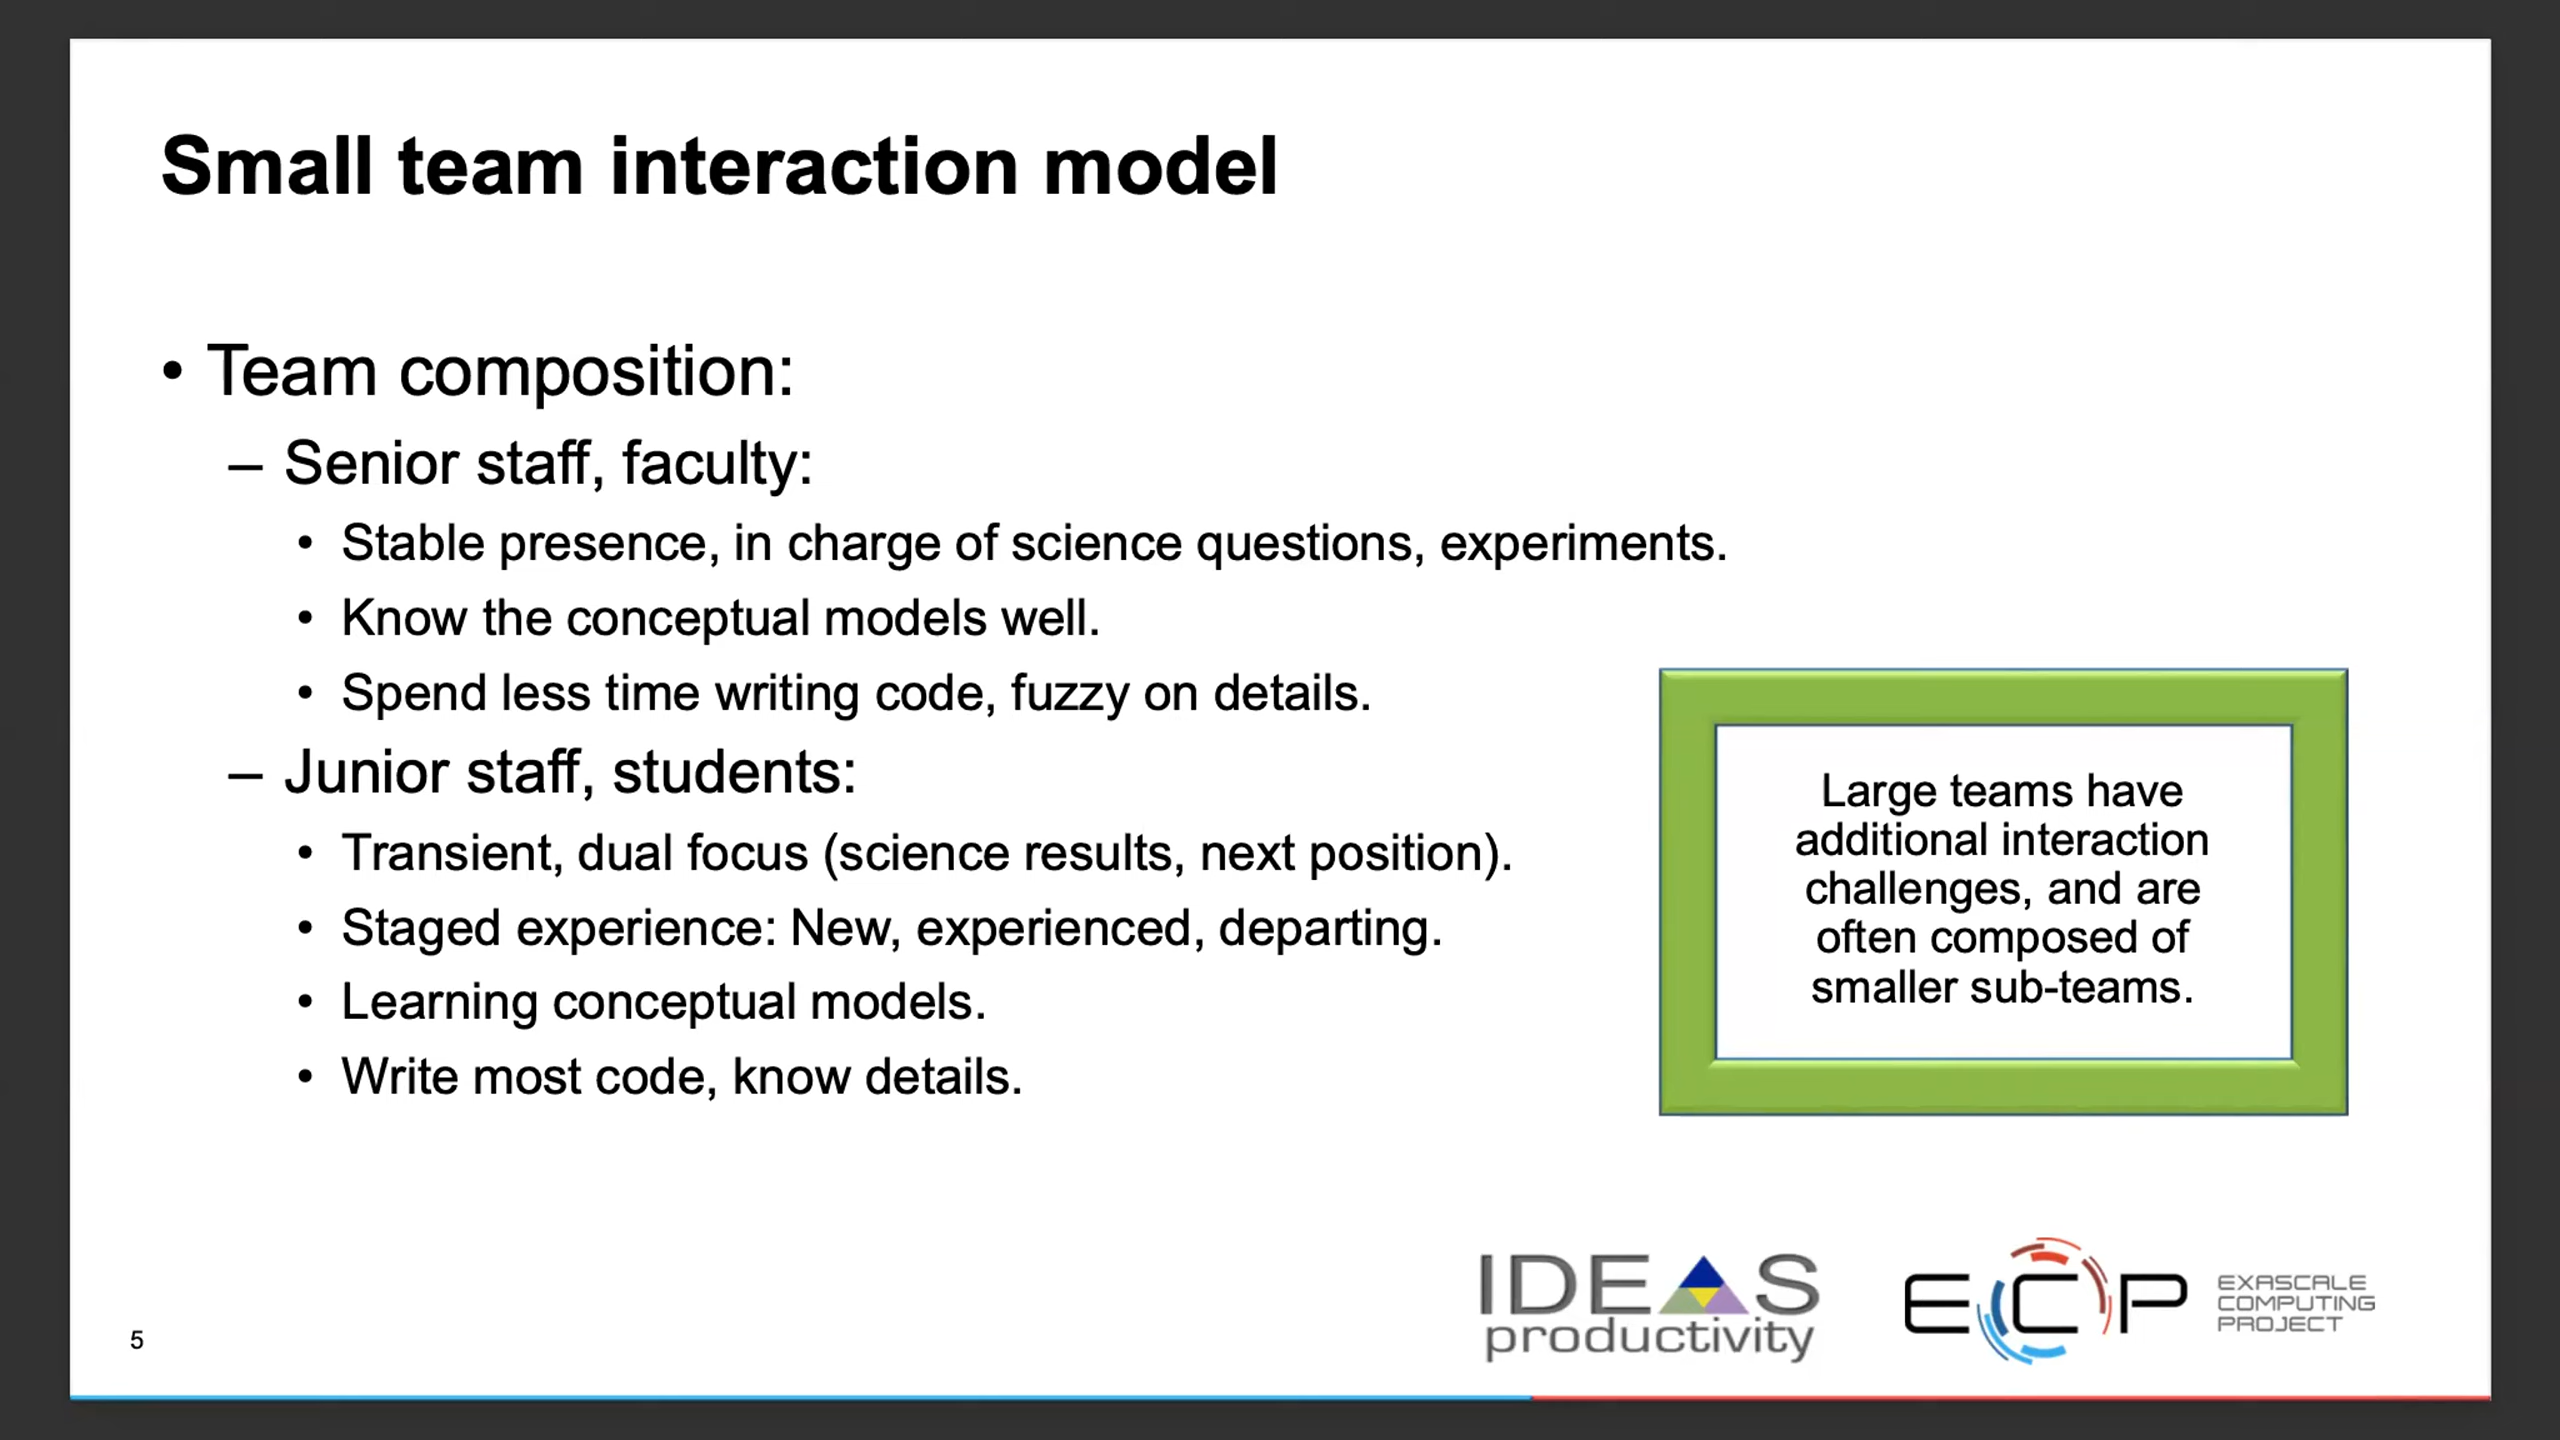 Small team interaction model
• Team composition:
– Senior staff, faculty:
• Stable presence, in charge of science questions, experiments.
• Know the conceptual models well.
• Spend less time writing code, fuzzy on details.
– Junior staff, students:
• Transient, dual focus (science results, next position).
• Staged experience: New, experienced, departing.
• Learning conceptual models.
• Write most code, know details.
Large teams have
additional interaction
challenges, and are
often composed of
smaller sub-teams.
IDEAS
productivity
ECP
EXASCALE
COMPUTING
PROJECT
5